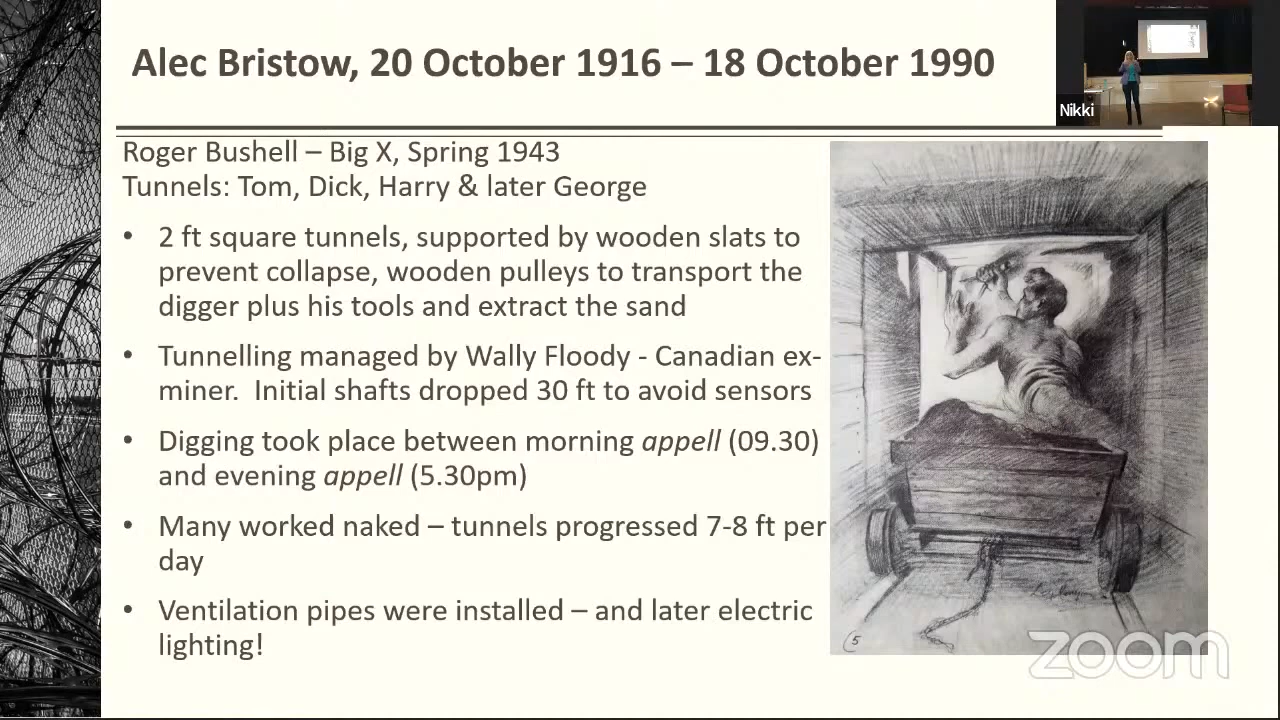 Alec Bristow, 20 October 1916 – 18 October 1990
Nikki
Roger Bushell – Big X, Spring 1943
Tunnels: Tom, Dick, Harry & later George
• 2 ft square tunnels, supported by wooden slats to
prevent collapse, wooden pulleys to transport the
digger plus his tools and extract the sand
• Tunnelling managed by Wally Floody - Canadian ex-
miner.  Initial shafts dropped 30 ft to avoid sensors
• Digging took place between morning appell (09.30)
and evening appell (5.30pm)
• Many worked naked – tunnels progressed 7-8 ft per
day
• Ventilation pipes were installed – and later electric
lighting!
5
zoom